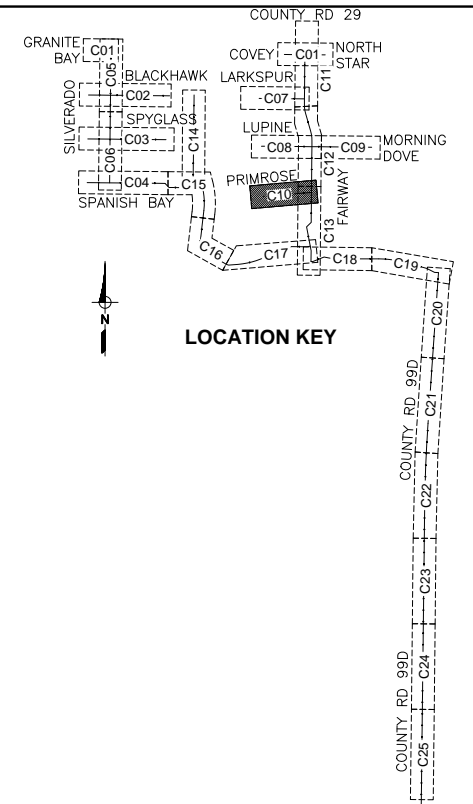 COUNTY RD 29
GRANITE
BAY
C01
COVEY
C01
NORTH
STAR
C05
BLACKHAWK
LARKSPUR
C11
SILVERADO
C02
C07
SPYGLASS
C14
C03
LUPINE
C08
C09
MORNING
DOVE
C06
C12
C04
C15
PRIMROSE
C10
FAIRWAY
SPANISH BAY
C13
C16
C17
C18
C19
C20
N
LOCATION KEY
COUNTY RD 99D
C21
C22
C23
COUNTY RD 99D
C24
C25